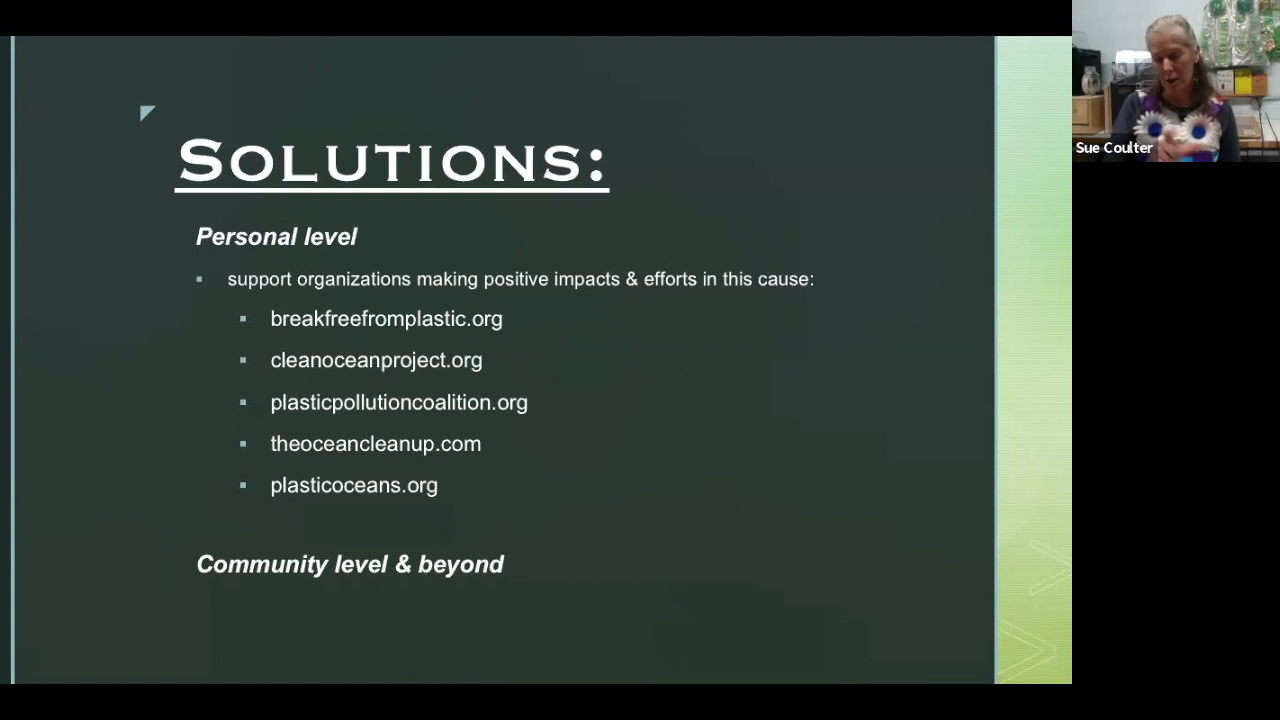 SOLUTIONS:
Personal level
support organizations making positive impacts & efforts in this cause:
breakfreefromplastic.org
cleanoceanproject.org
plasticpollutioncoalition.org
theoceancleanup.com
plasticoceans.org
Community level & beyond
Sue Coulter